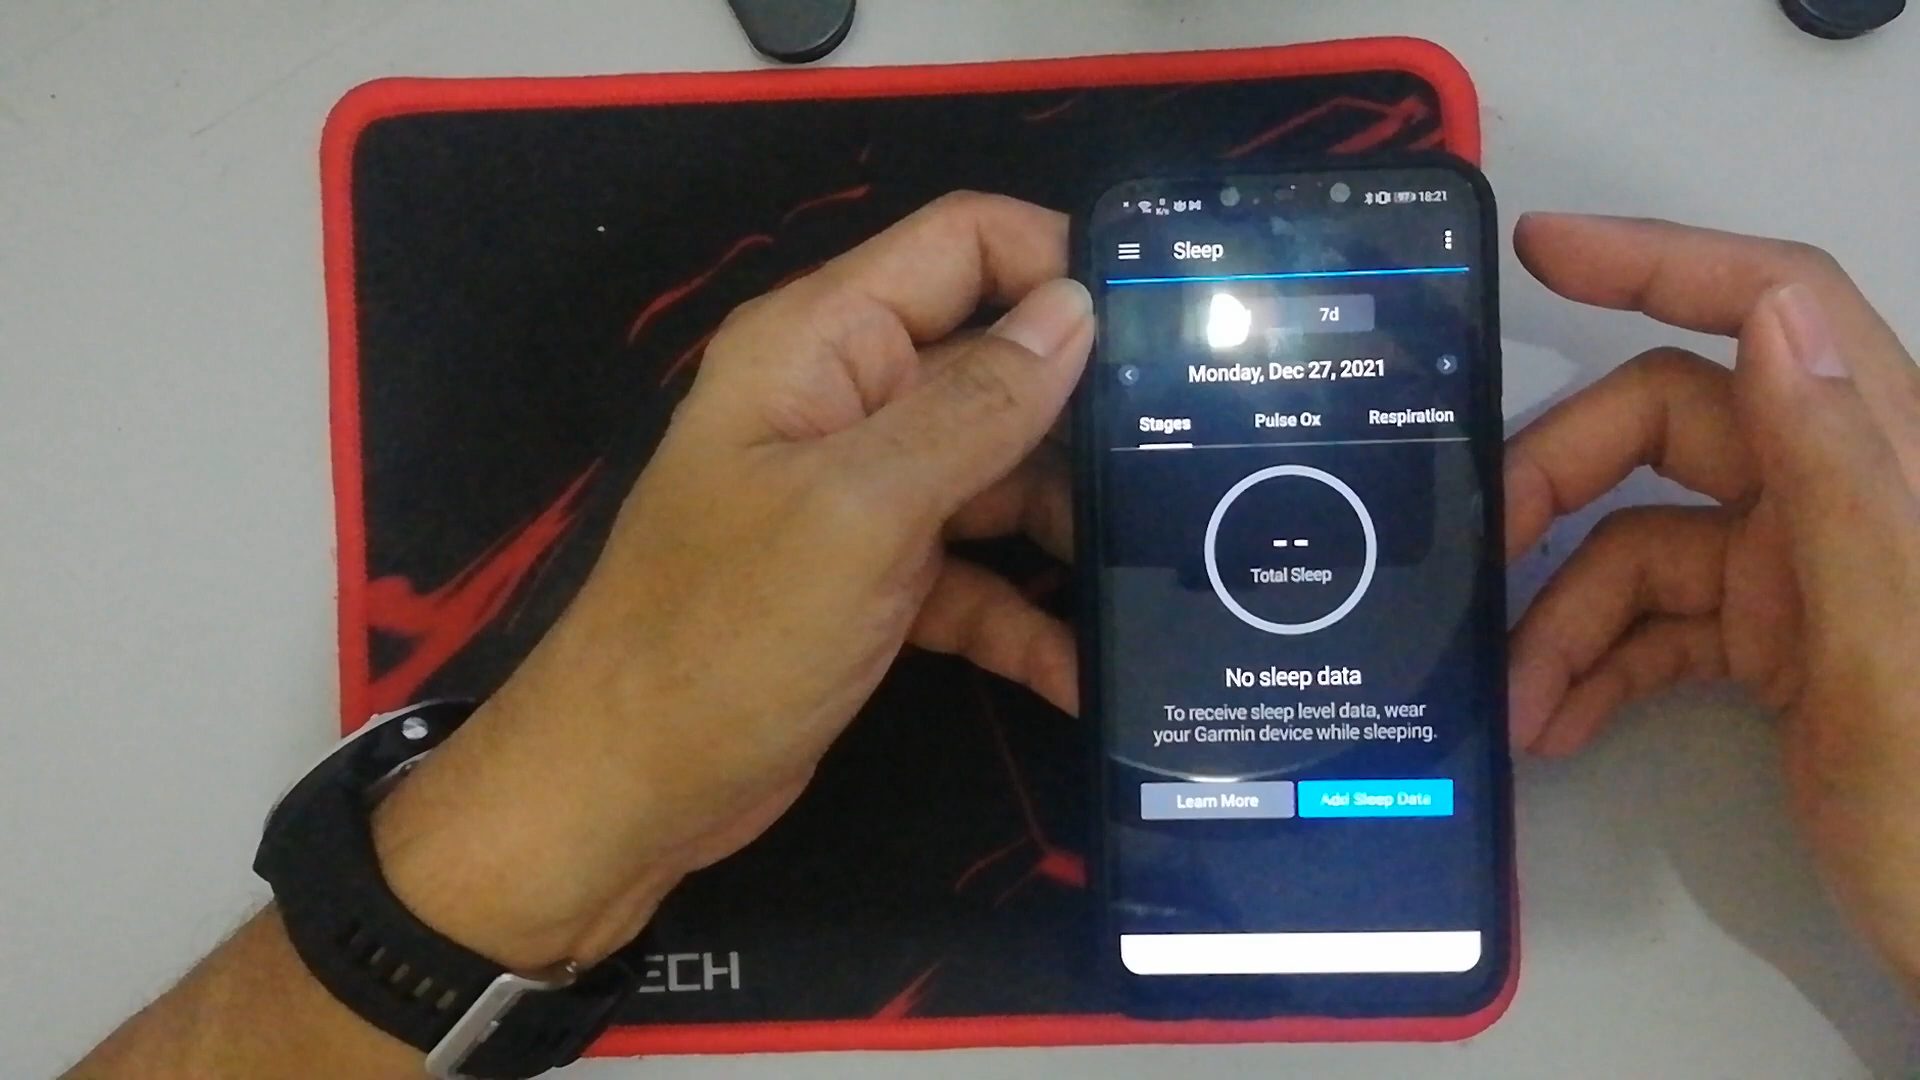 97 18:21
Sleep
7d
Monday, Dec 27, 2021
Stages Pulse Ox Respiration
--
Total Sleep
No sleep data
To receive sleep level data, wear
your Garmin device while sleeping.
Learn More Add Sleep Data
ECH